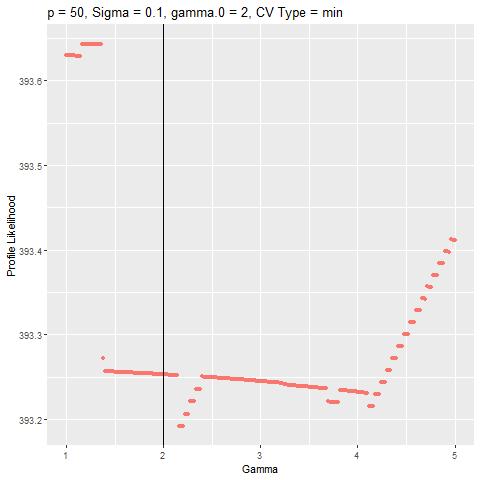 p = 50, Sigma = 0.1, gamma.0 = 2, CV Type = min
393.6
393.5
393.4
393.3
393.2
Profile Likelihood
1 2 3 4 5
Gamma